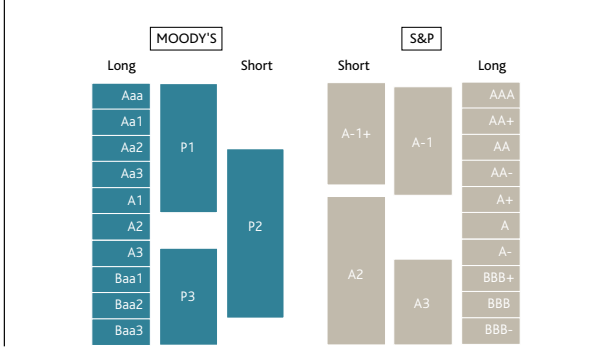 MOODY'S
S&P
Long
Short
Short
Long
Aaa
Aa1
Aa2
Aa3
A1
A2
A3
Baa1
Baa2
Baa3
P1
P3
P2
A-1+
A2
A-1
A3
AAA
AA+
AA
AA-
A+
A
A-
BBB+
BBB
BBB-